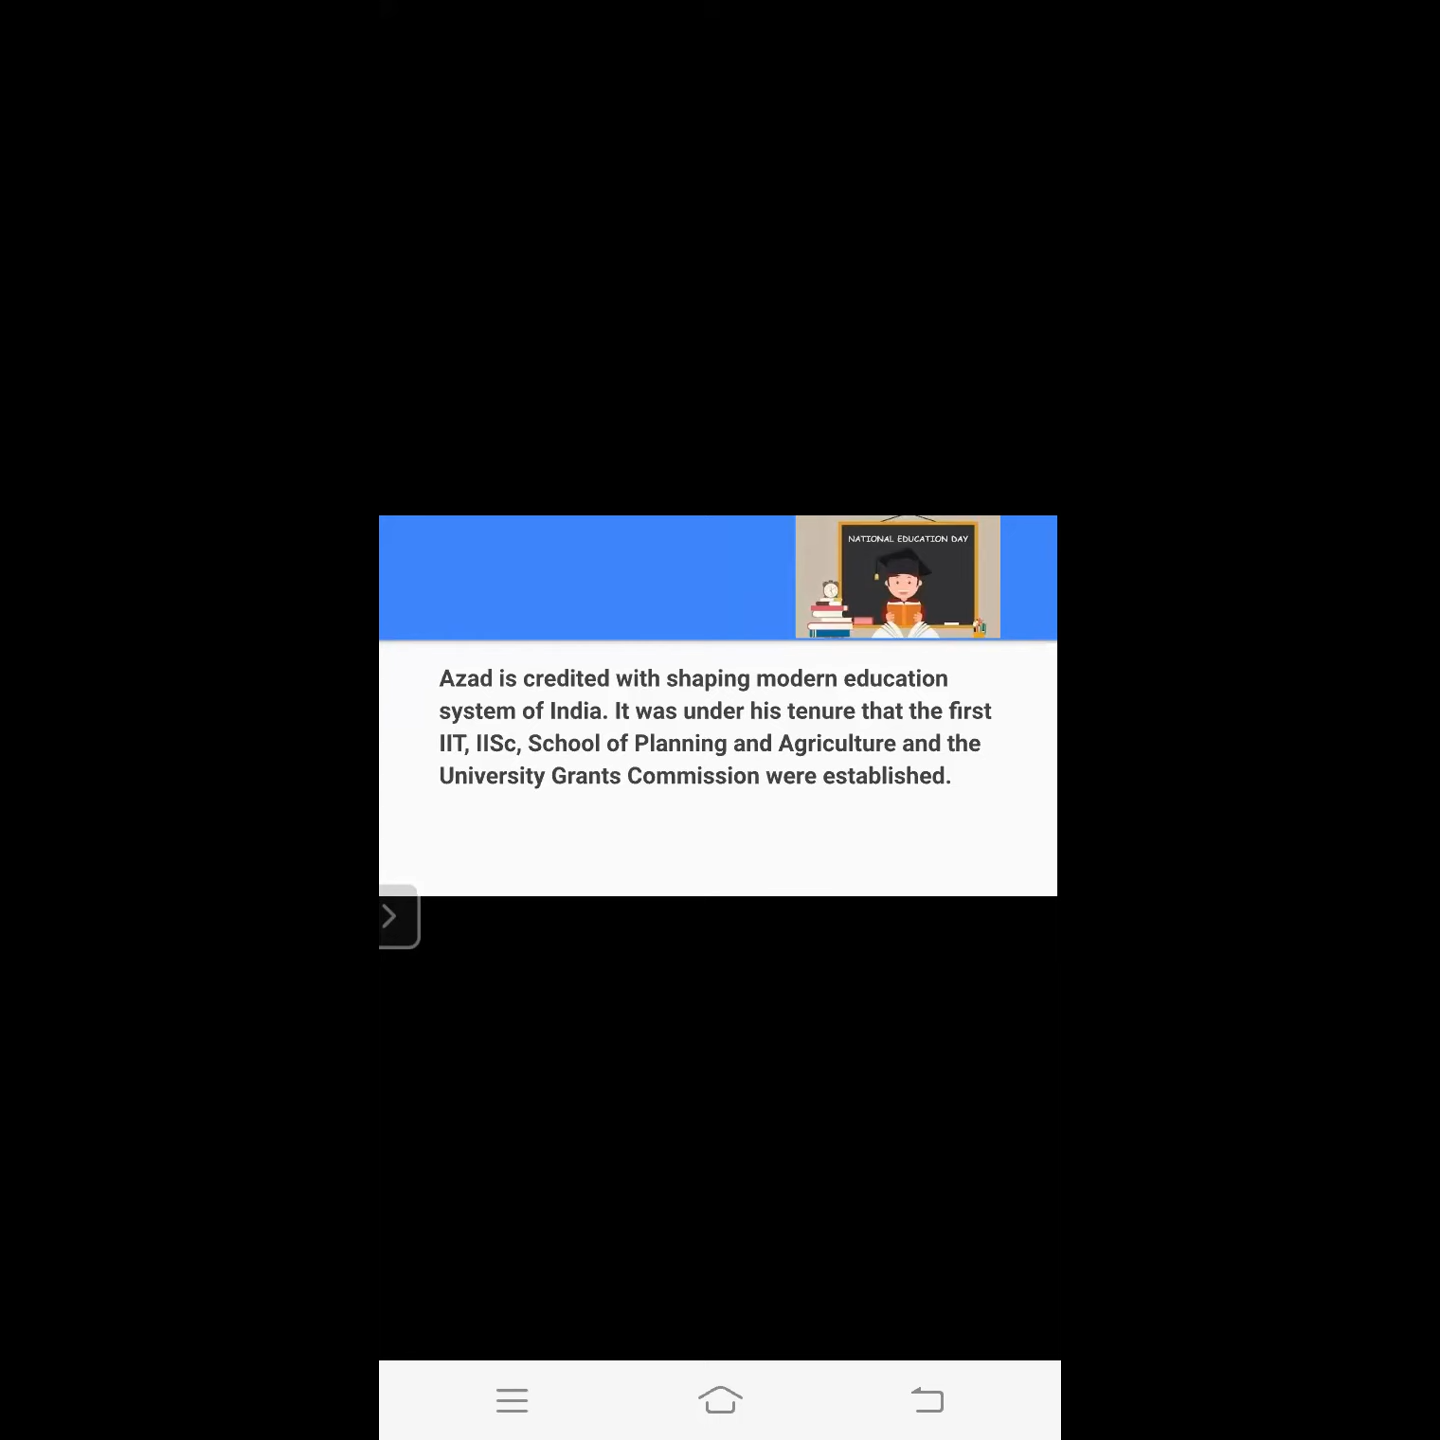 NATIONAL EDUCATION DAY
Azad is credited with shaping modern education
system of India. It was under his tenure that the first
IIT, IISc, School of Planning and Agriculture and the
University Grants Commission were established.